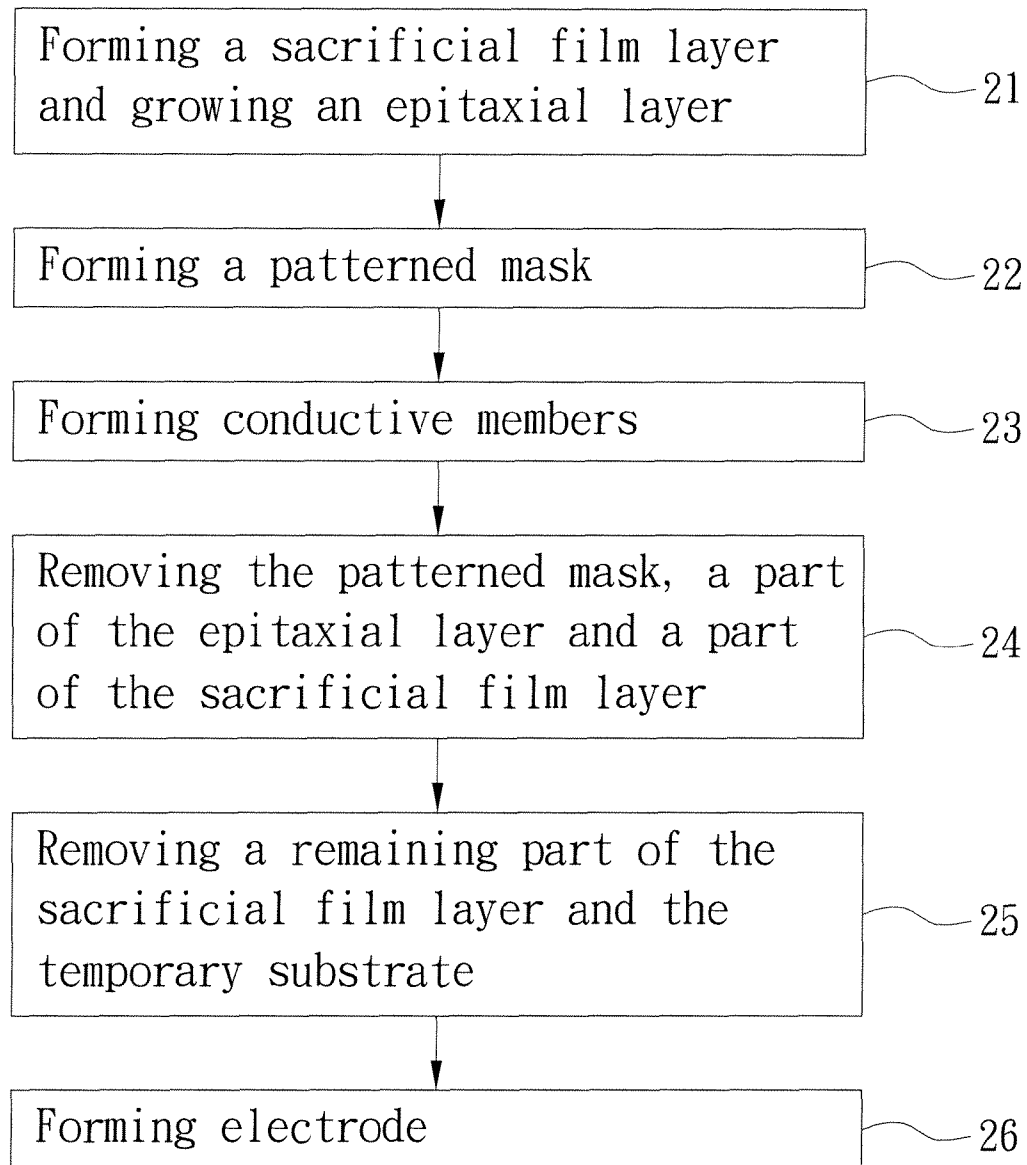 Forming a sacrificial film layer
and growing an epitaxial layer
21
Forming a patterned mask
22
Forming conductive members
23
Removing the patterned mask, a part
of the epitaxial layer and a part
of the sacrificial film layer
24
Removing a remaining part of the
sacrificial film layer and the
temporary substrate
25
Forming electrode
26